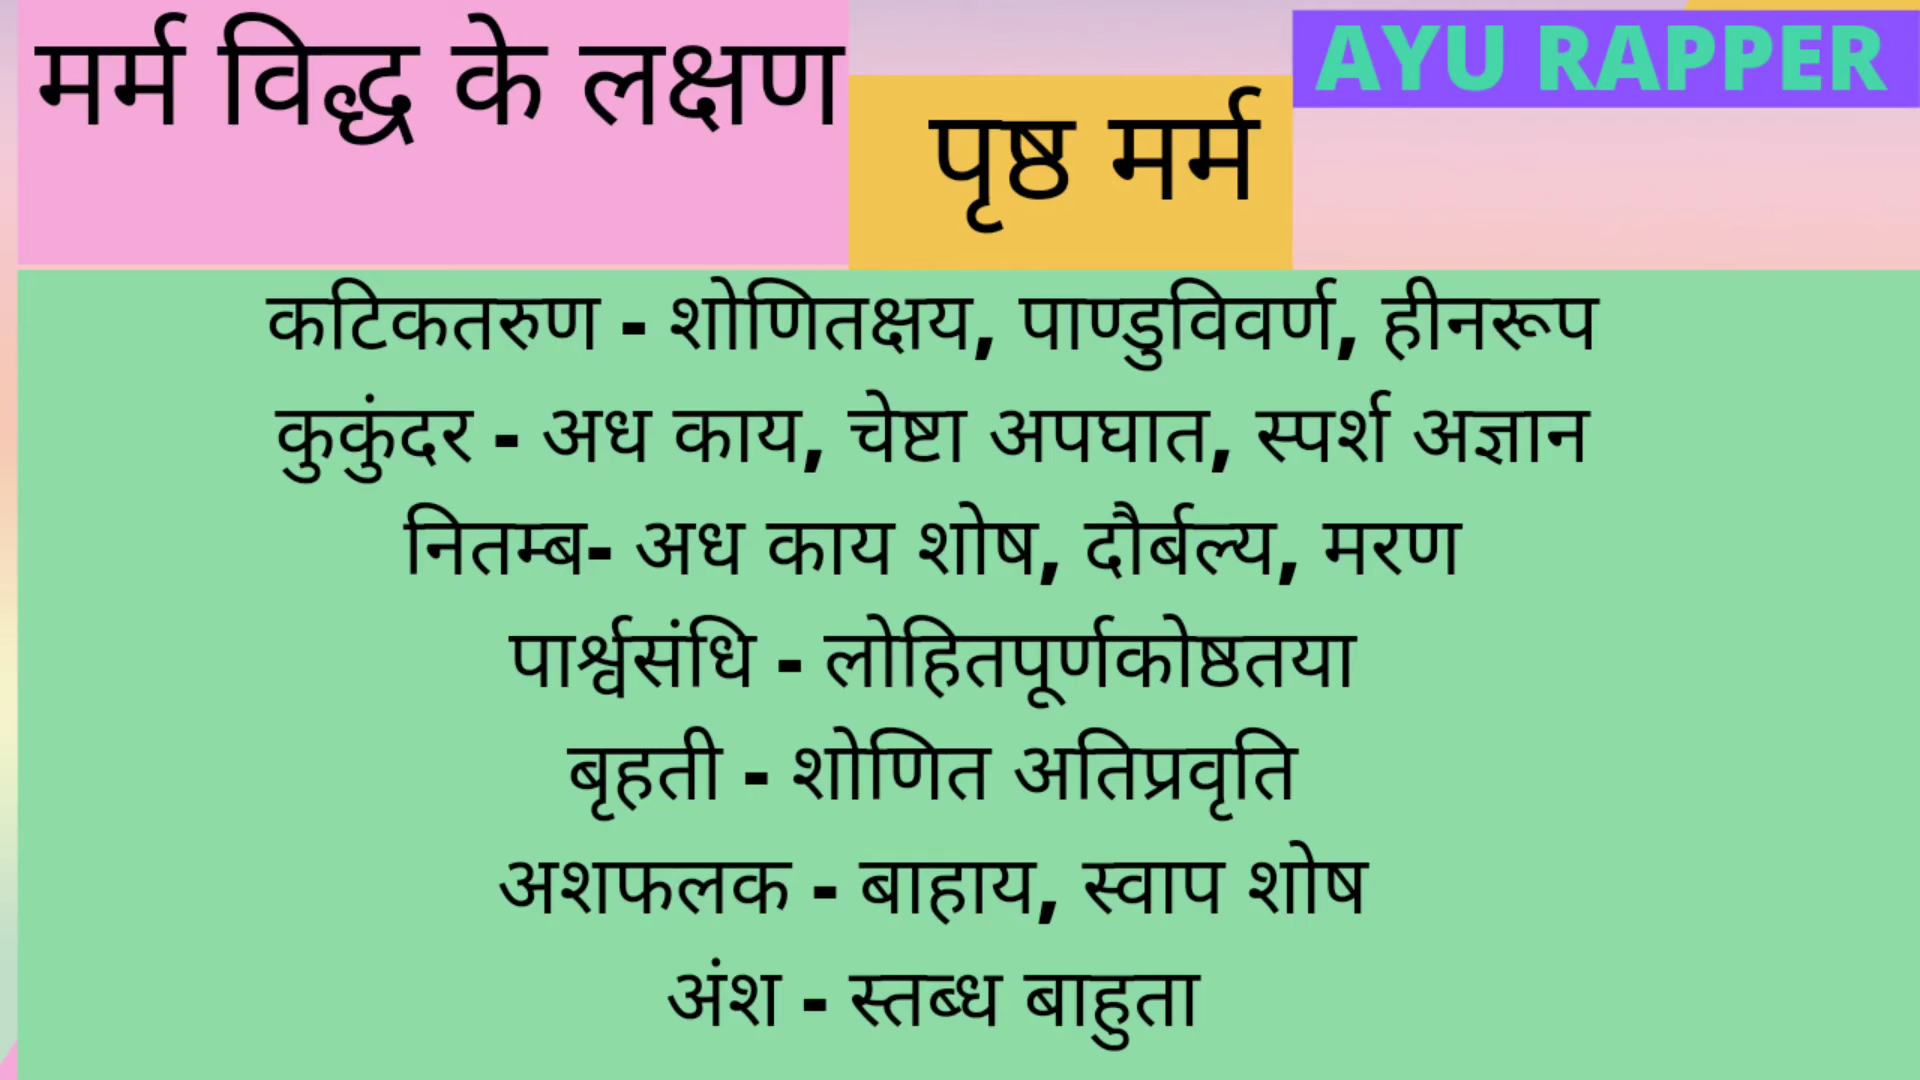 मर्म विद्ध के लक्षण
पृष्ठ मर्म
AYU RAPPER
कटिकतरुण - शोणितक्षय, पाण्डुविवर्ण, हीनरूप
कुकुंदर - अध काय, चेष्टा अपघात, स्पर्श अज्ञान
नितम्ब- अध काय शोष, दौर्बल्य, मरण
पार्श्वसंधि - लोहितपूर्णकोष्ठतया
बृहती - शोणित अतिप्रवृति
अशफलक - बाहाय, स्वाप शोष
अंश - स्तब्ध बाहुता